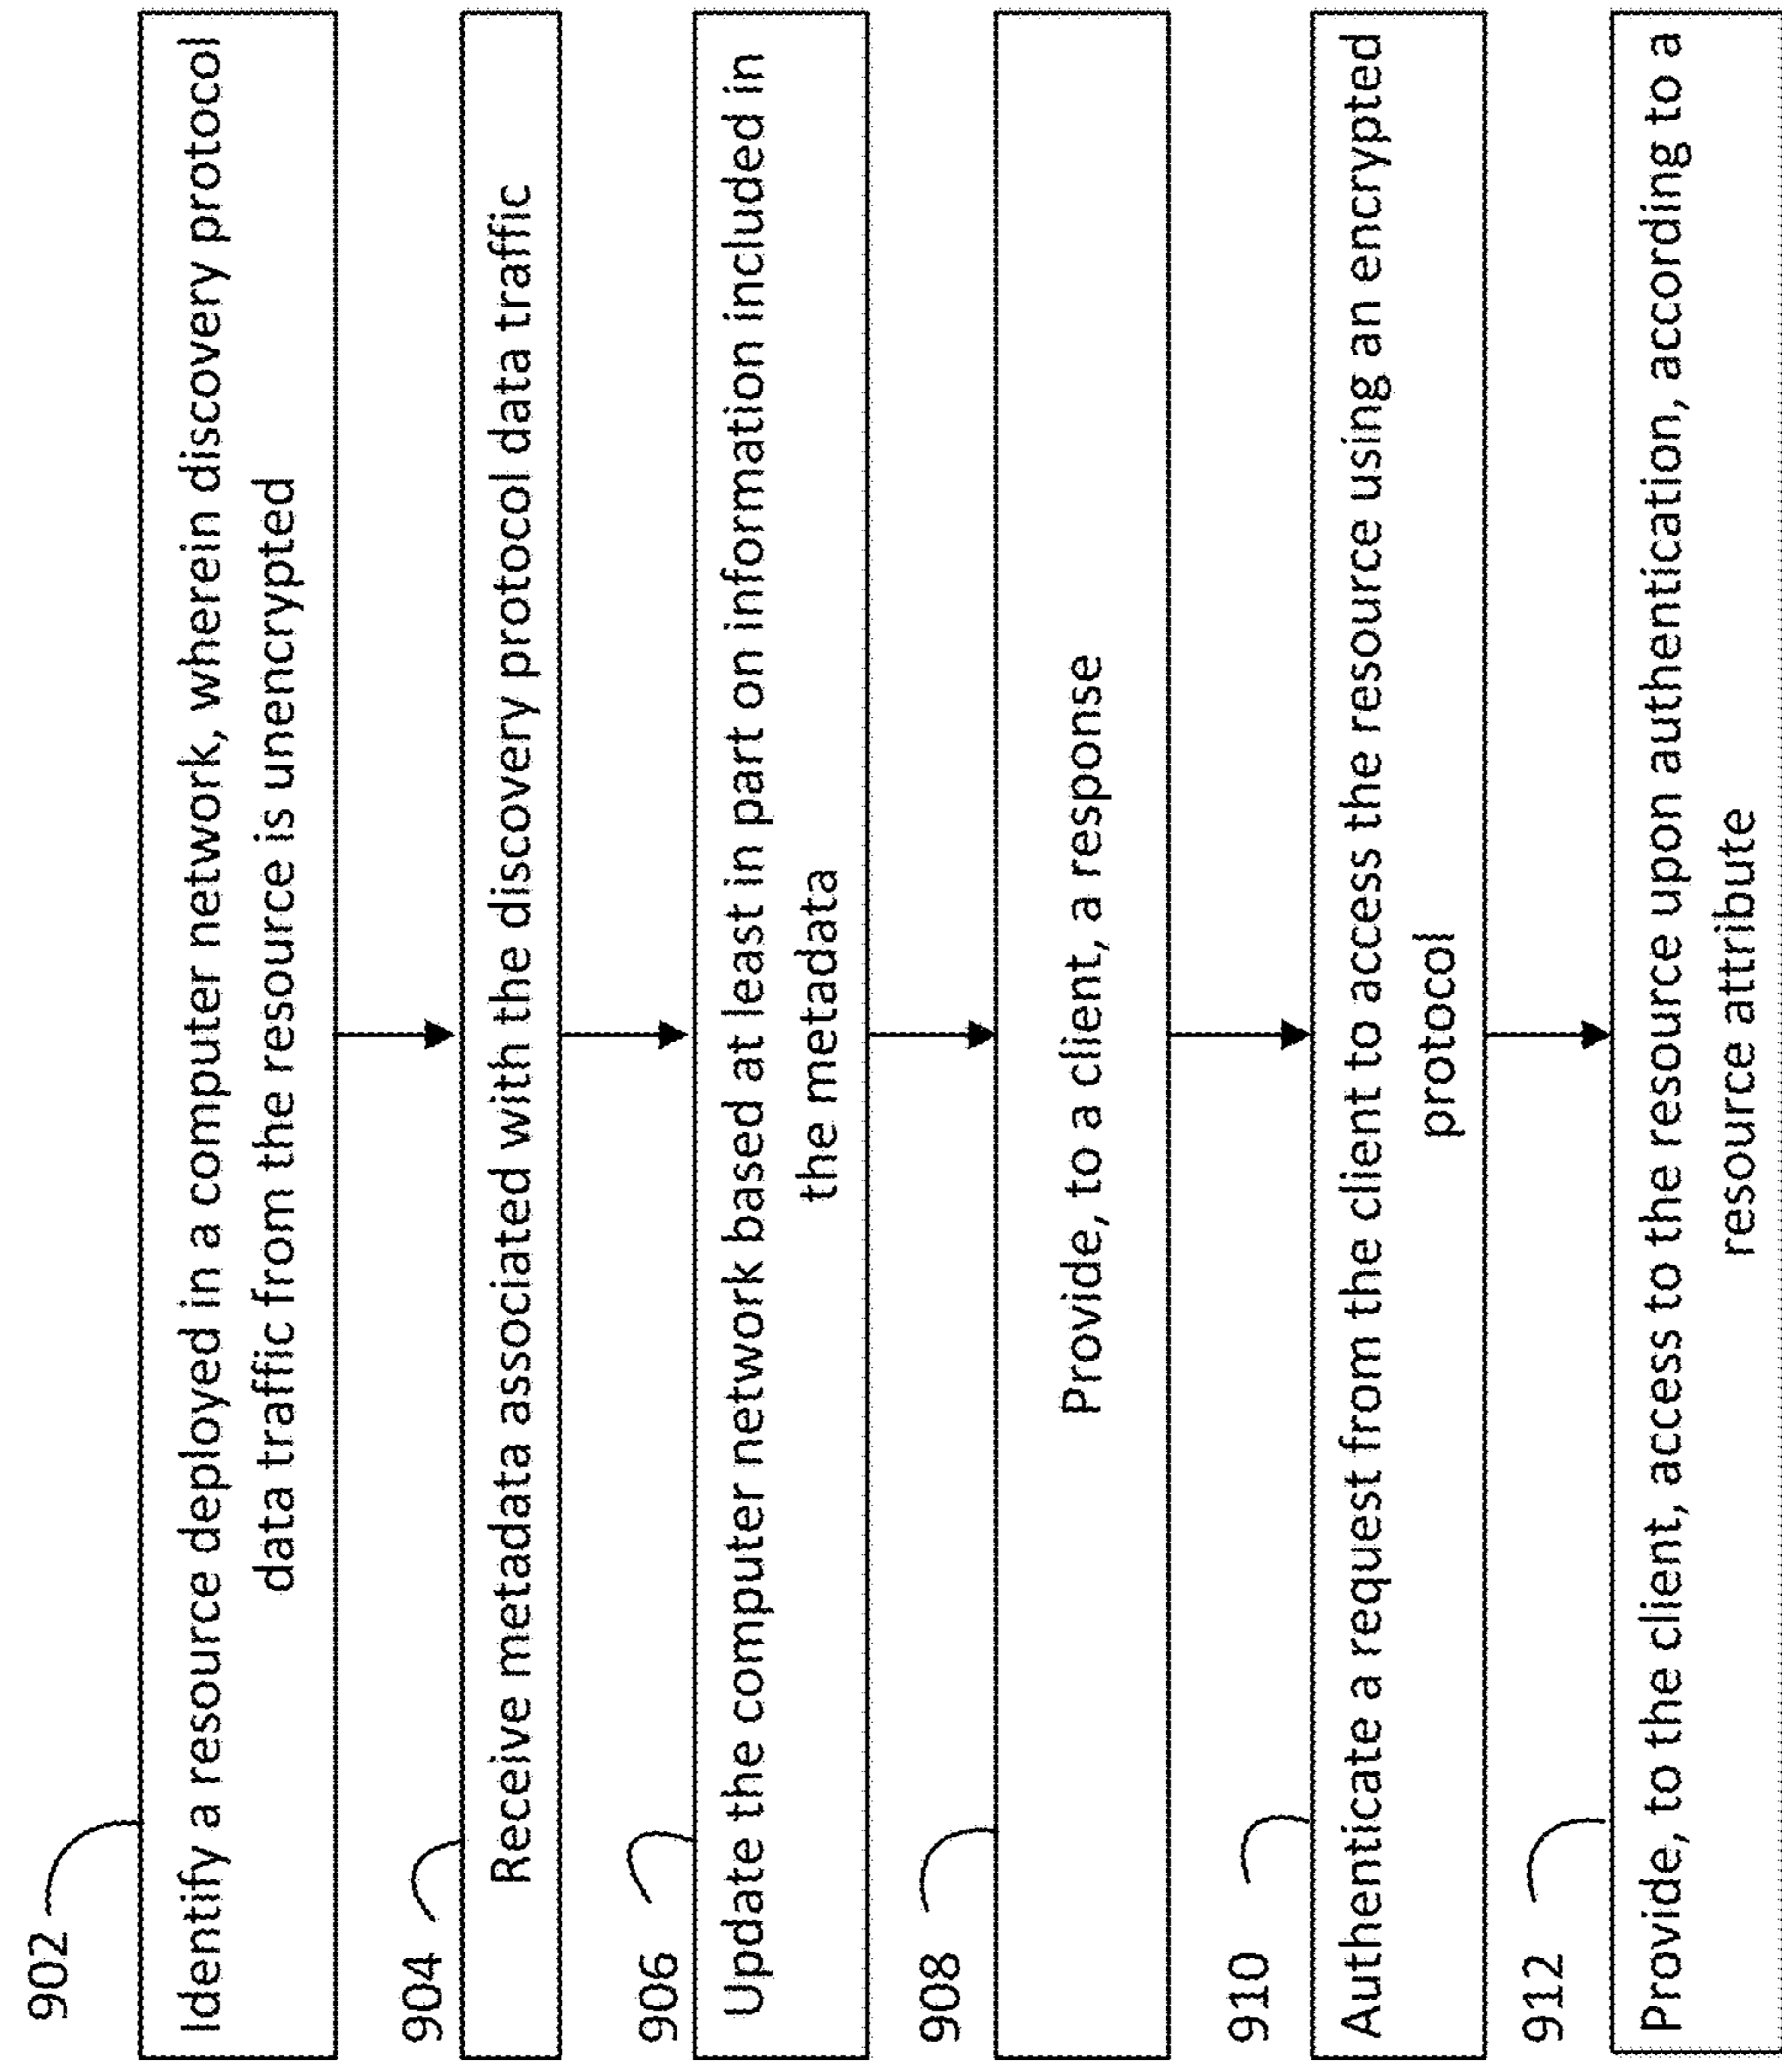 902
Identify a resource deployed in a computer network, wherein discovery protocol
data traffic from the resource is unencrypted
904
Receive metadata associated with the discovery protocol data traffic
906
Update the computer network based at least in part on information included in
the metadata
908
Provide, to a client, a response
910
Authenticate a request from the client to access the resource using an encrypted
protocol
912
Provide, to the client, access to the resource upon authentication, according to a
resource attribute